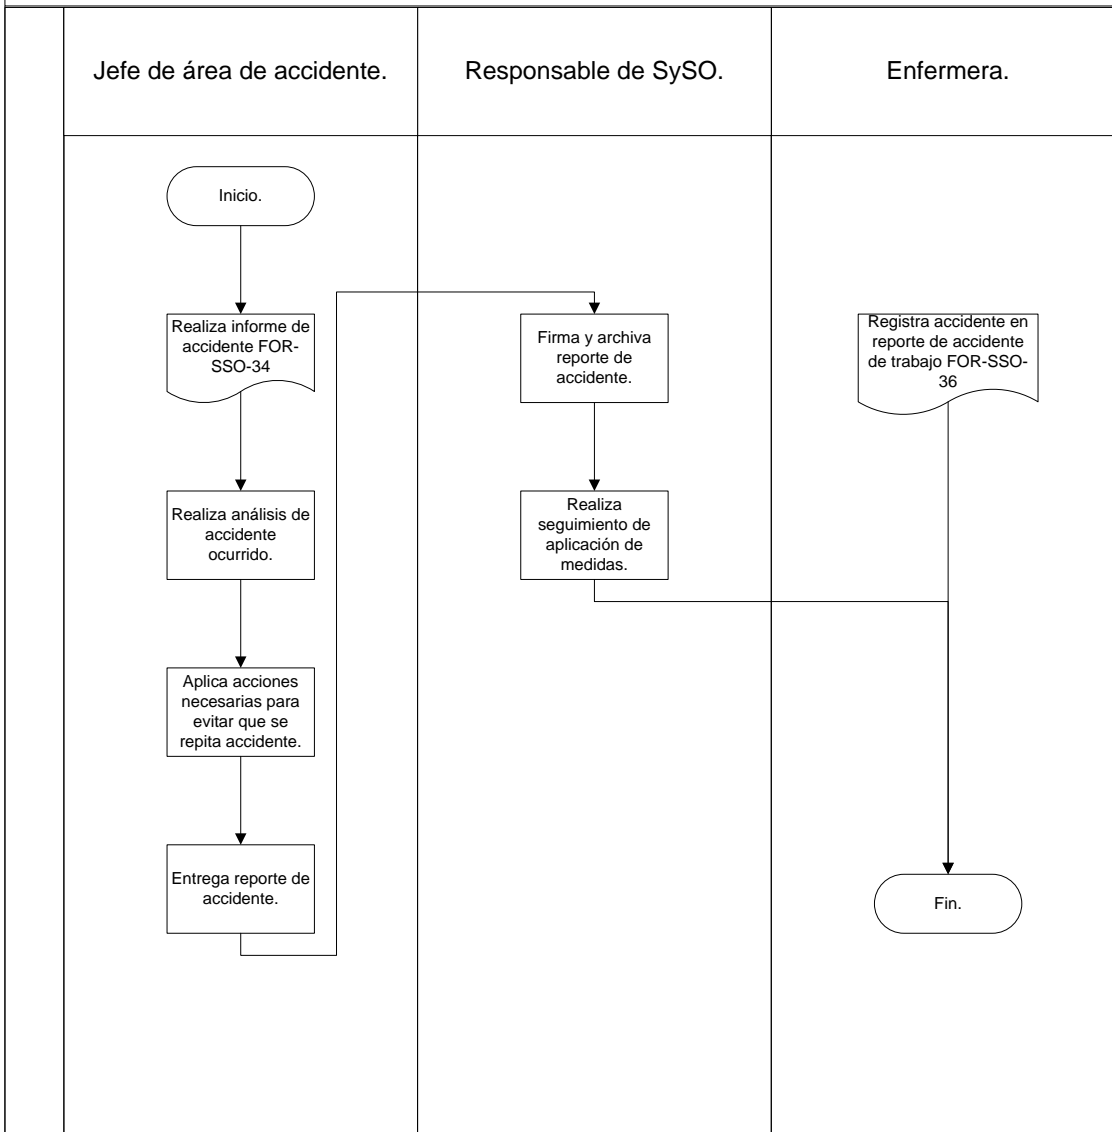 Jefe de área de accidente.
Responsable de SySO.
Enfermera.
Inicio.
Realiza informe de
accidente FOR-
SSO-34
Realiza análisis de
accidente
ocurrido.
Aplica acciones
necesarias para
evitar que se
repita accidente.
Entrega reporte de
accidente.
Firma y archiva
reporte de
accidente.
Realiza
seguimiento de
aplicación de
medidas.
Registra accidente en
reporte de accidente
de trabajo FOR-SSO-
36
Fin.